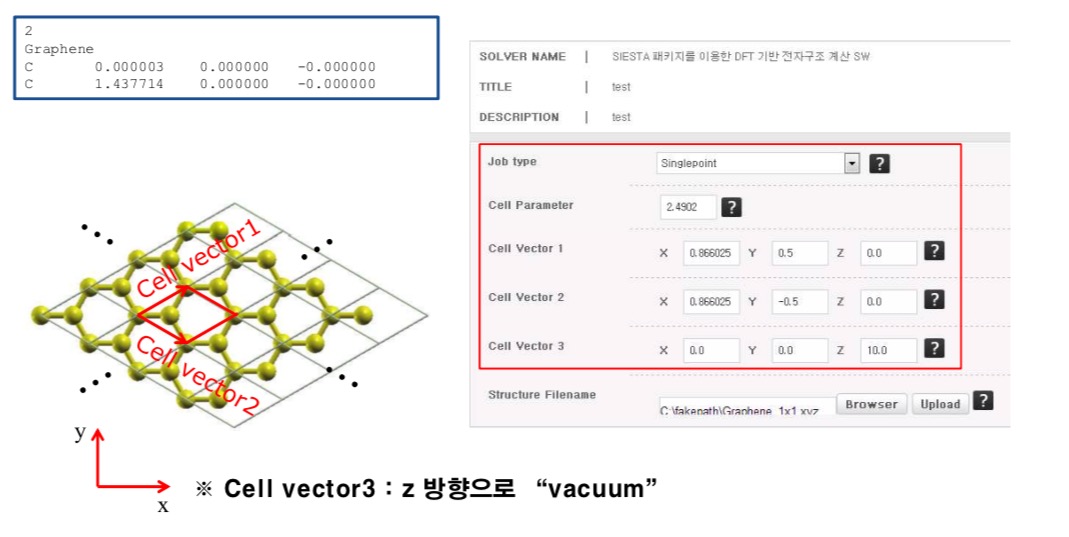 2
Graphene
C 0.000003 0.000000 -0.000000
C 1.437714 0.000000 -0.000000
SOLVER NAME | SIESTA 패키지를 이용한 DFT 기반 전자구조 계산 SW
TITLE | test
DESCRIPTION | test
Job type Singlepoint ?
Cell Parameter 2.4902 ?
Cell Vector 1 X 0.866025 Y 0.5 Z 0.0 ?
Cell Vector 2 X 0.866025 Y -0.5 Z 0.0 ?
Cell Vector 3 X 0.0 Y 0.0 Z 10.0 ?
Structure Filename C:\fakepath\Graphene_1x1.xyz Browser Upload ?
Cell vector1
Cell vector2
y
x
※ Cell vector3 : z 방향으로 “vacuum”